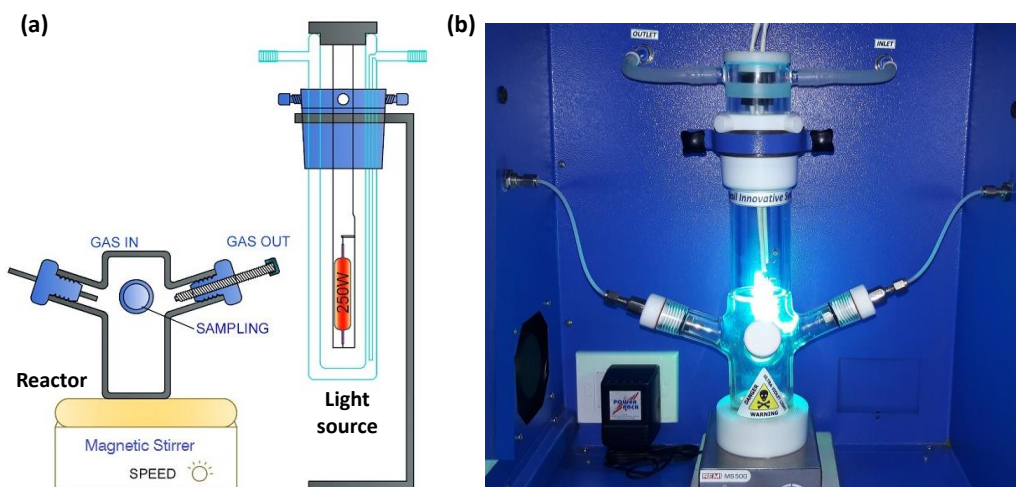 (a)
GAS IN
GAS OUT
250W
SAMPLING
Reactor
Light
source
Magnetic Stirrer
SPEED
(b)
OUTLET
INLET
Innovative
POWER
PACK
DANGER
WARNING
REMI MS500